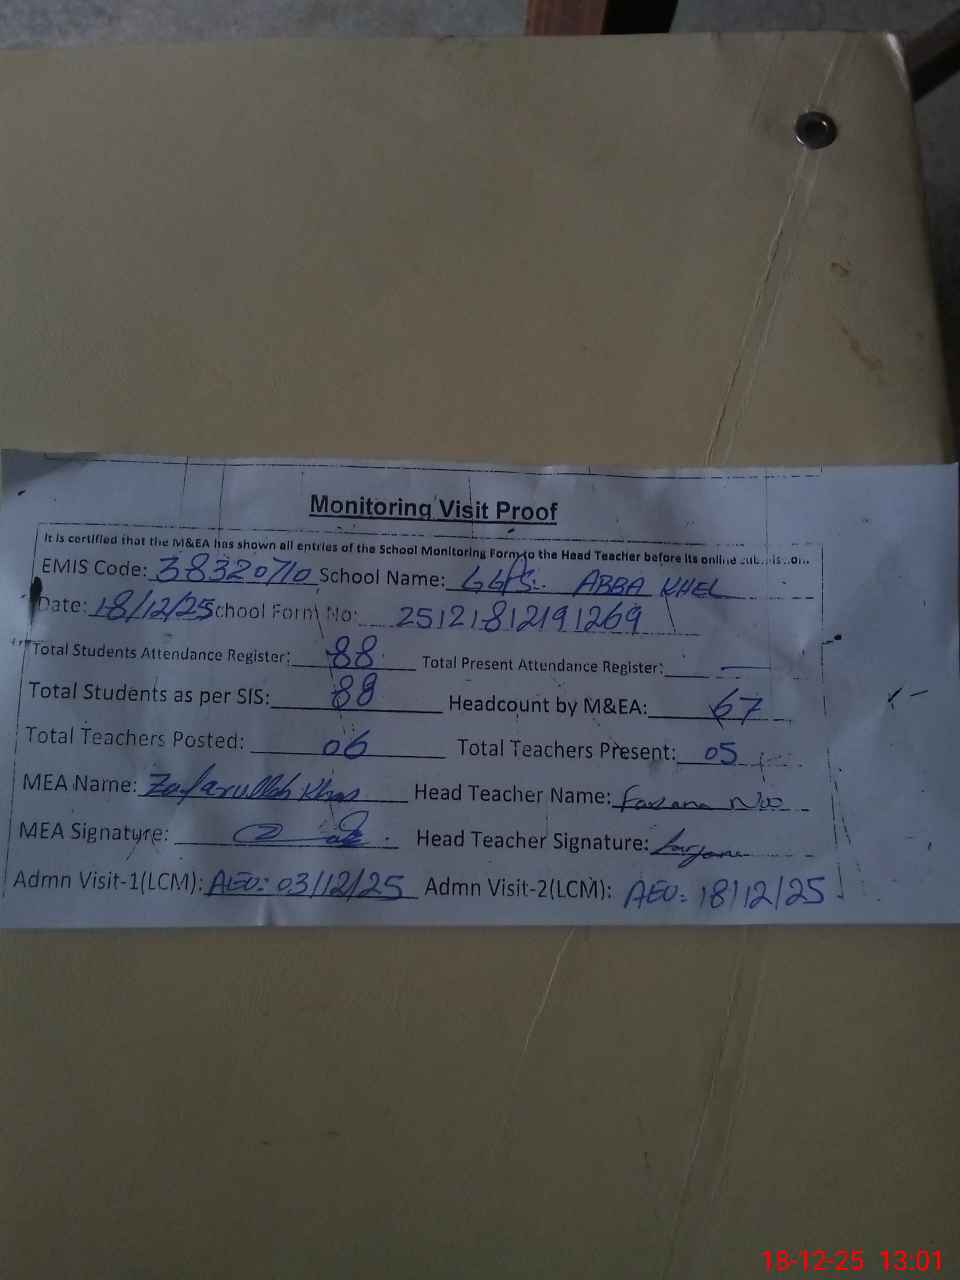 Monitoring Visit Proof
It is certified that the M&EA has shown all entries of the School Monitoring Form to the Head Teacher before its online
EMIS Code: 38320710 School Name: GGPS. ABBA KHEL
Date: 18/12/25 School Form No: 25121812191269
Total Students Attendance Register: 88 Total Present Attendance Register: —
Total Students as per SIS: 88 Headcount by M&EA: 67
Total Teachers Posted: 06 Total Teachers Present: 05
MEA Name: Zafarullah Khan Head Teacher Name: Farzana
MEA Signature: Head Teacher Signature:
Admn Visit-1(LCM): AEO: 03/12/25 Admn Visit-2(LCM): AEO: 18/12/25
18-12-25 13:01